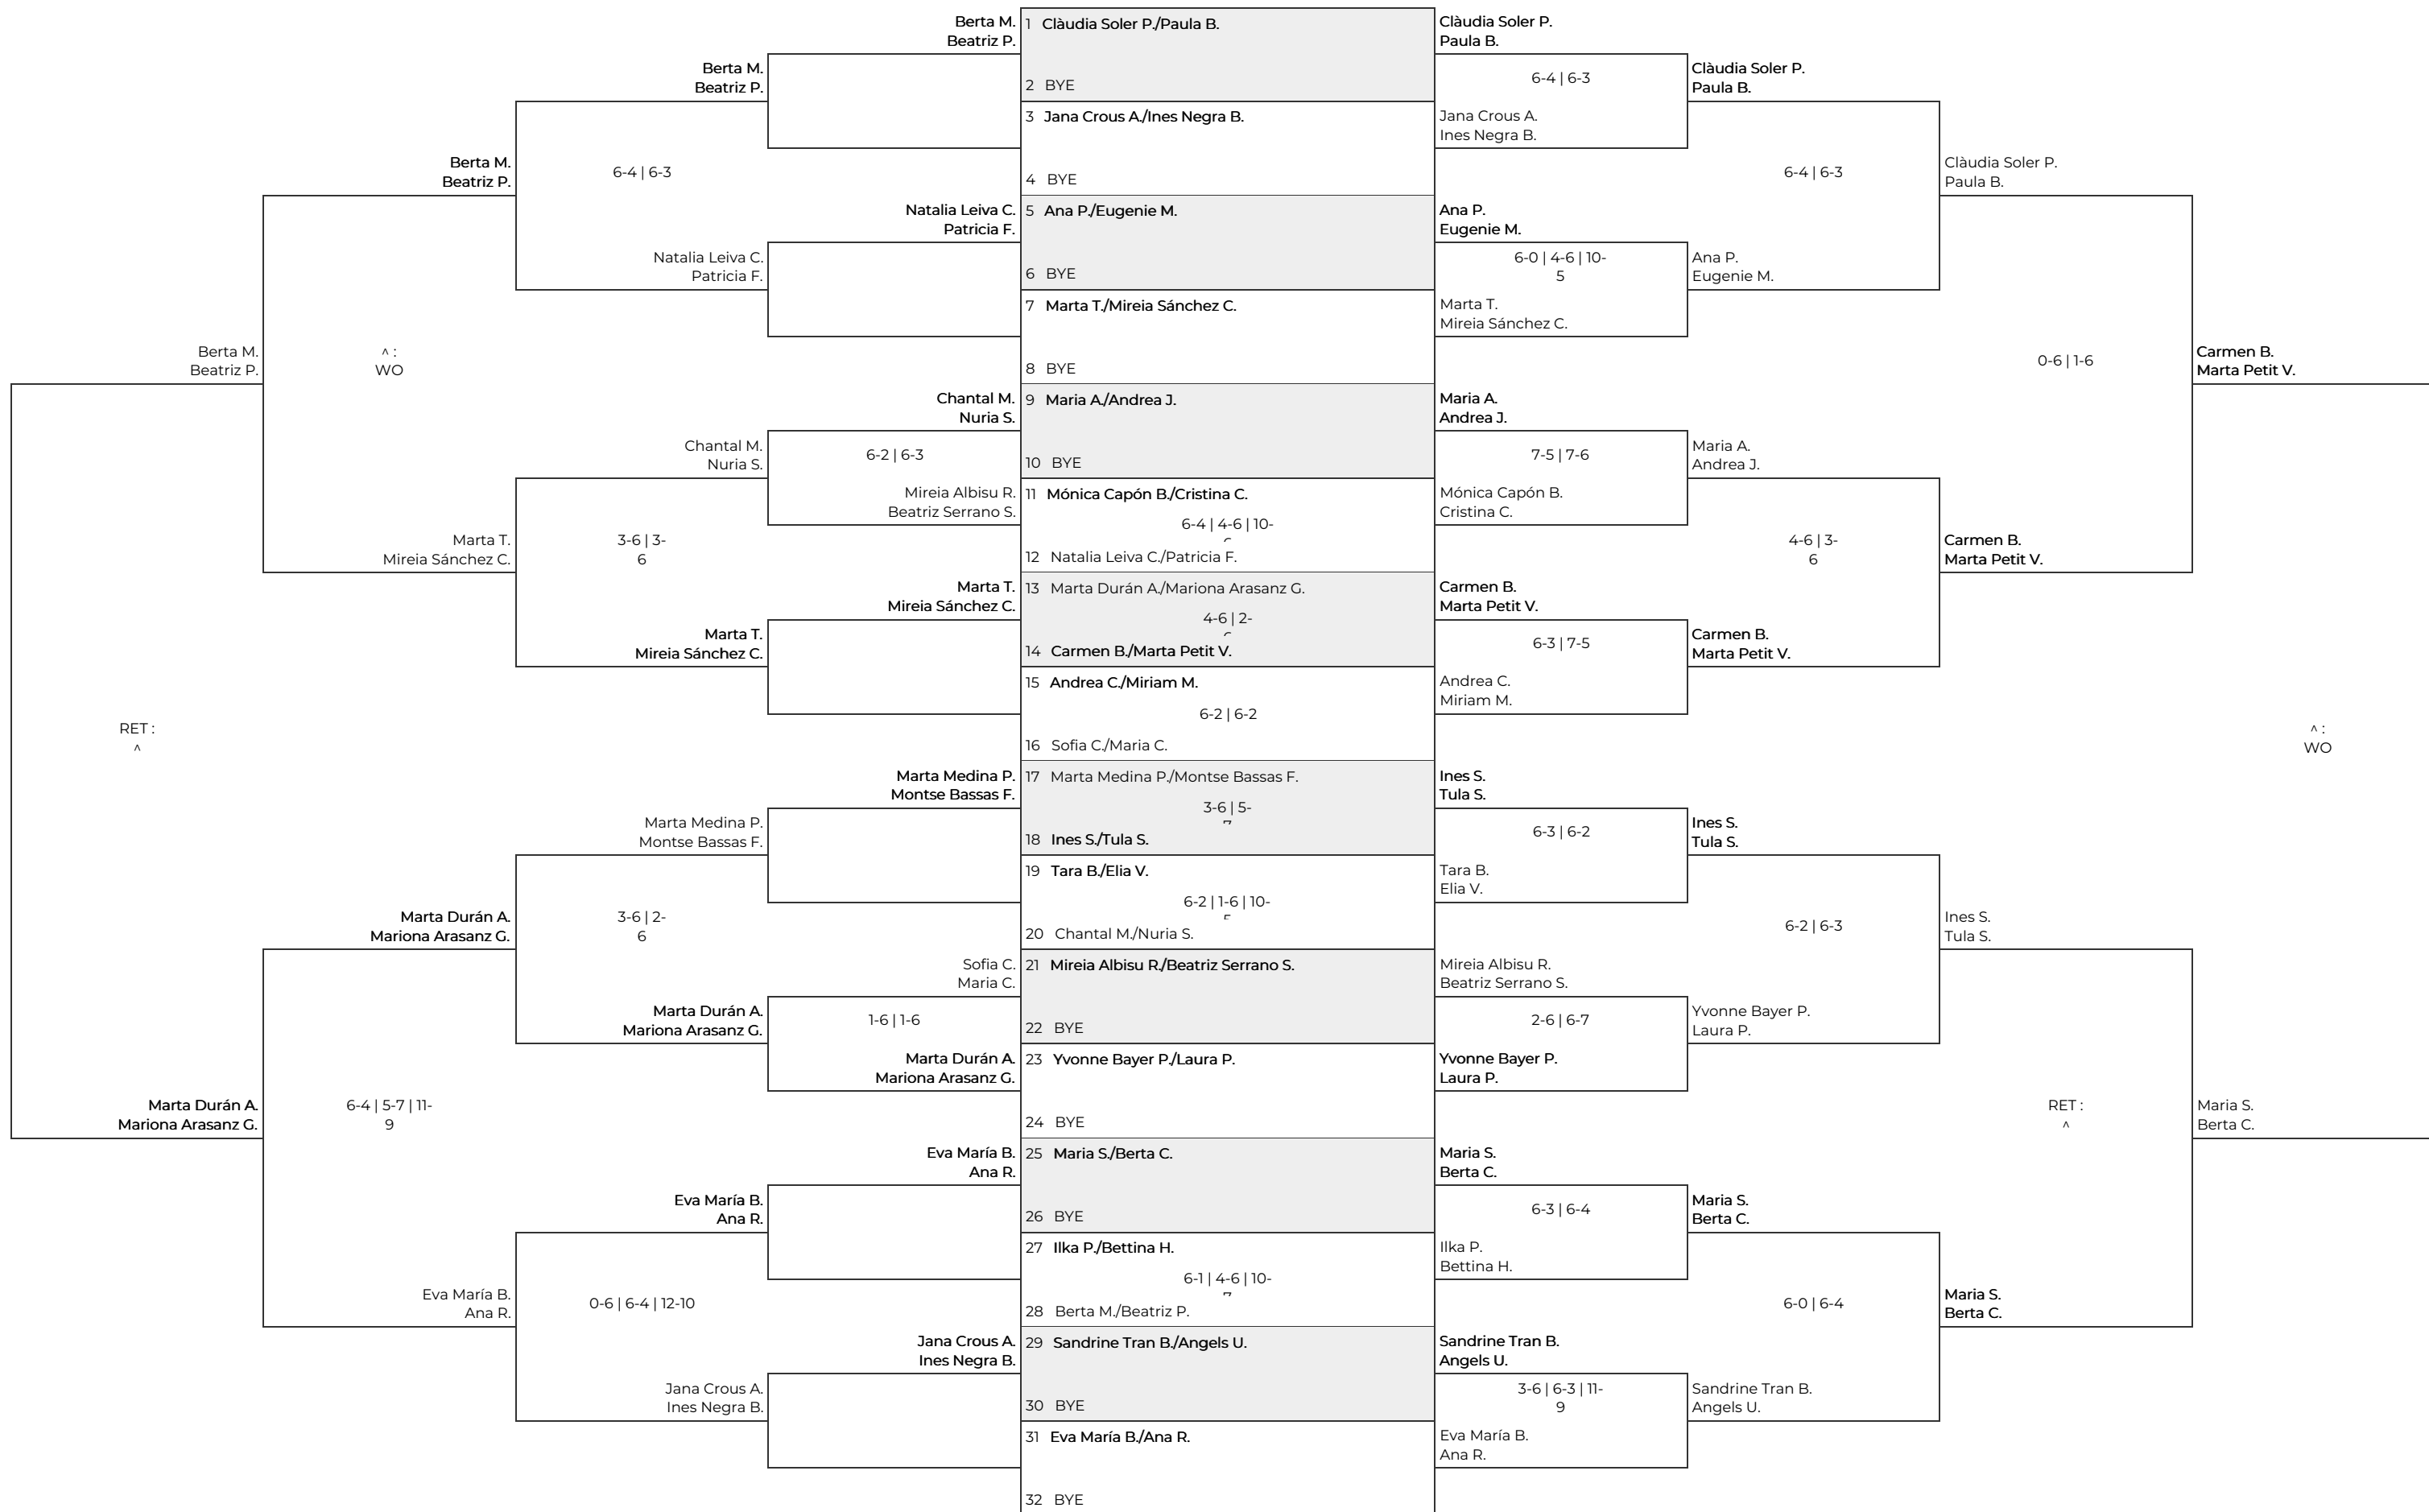 Berta M.
Beatriz P.
Berta M.
Beatriz P.
Natalia Leiva C.
Patricia F.
Berta M.
Beatriz P.
6-4 | 6-3
Natalia Leiva C.
Patricia F.
Berta M.
Beatriz P.
^ :
WO
Chantal M.
Nuria S.
6-2 | 6-3
Mireia Albisu R.
Beatriz Serrano S.
Chantal M.
Nuria S.
Marta T.
Mireia Sánchez C.
3-6 | 3-
6
Marta T.
Mireia Sánchez C.
Marta T.
Mireia Sánchez C.
RET :
^
Marta Medina P.
Montse Bassas F.
Marta Medina P.
Montse Bassas F.
Marta Durán A.
Mariona Arasanz G.
3-6 | 2-
6
Sofia C.
Maria C.
Marta Durán A.
Mariona Arasanz G.
1-6 | 1-6
Marta Durán A.
Mariona Arasanz G.
Marta Durán A.
Mariona Arasanz G.
6-4 | 5-7 | 11-
9
Eva María B.
Ana R.
Eva María B.
Ana R.
Eva María B.
Ana R.
0-6 | 6-4 | 12-10
Jana Crous A.
Ines Negra B.
Jana Crous A.
Ines Negra B.
1 Clàudia Soler P./Paula B.
2 BYE
3 Jana Crous A./Ines Negra B.
4 BYE
5 Ana P./Eugenie M.
6 BYE
7 Marta T./Mireia Sánchez C.
8 BYE
9 Maria A./Andrea J.
10 BYE
11 Mónica Capón B./Cristina C.
6-4 | 4-6 | 10-
12 Natalia Leiva C./Patricia F.
13 Marta Durán A./Mariona Arasanz G.
4-6 | 2-
14 Carmen B./Marta Petit V.
15 Andrea C./Miriam M.
6-2 | 6-2
16 Sofia C./Maria C.
17 Marta Medina P./Montse Bassas F.
3-6 | 5-
18 Ines S./Tula S.
19 Tara B./Elia V.
6-2 | 1-6 | 10-
20 Chantal M./Nuria S.
21 Mireia Albisu R./Beatriz Serrano S.
22 BYE
23 Yvonne Bayer P./Laura P.
24 BYE
25 Maria S./Berta C.
26 BYE
27 Ilka P./Bettina H.
6-1 | 4-6 | 10-
28 Berta M./Beatriz P.
29 Sandrine Tran B./Angels U.
30 BYE
31 Eva María B./Ana R.
32 BYE
Clàudia Soler P.
Paula B.
6-4 | 6-3
Jana Crous A.
Ines Negra B.
Clàudia Soler P.
Paula B.
6-4 | 6-3
Clàudia Soler P.
Paula B.
Ana P.
Eugenie M.
6-0 | 4-6 | 10-
5
Marta T.
Mireia Sánchez C.
Ana P.
Eugenie M.
0-6 | 1-6
Carmen B.
Marta Petit V.
Maria A.
Andrea J.
7-5 | 7-6
Mónica Capón B.
Cristina C.
Maria A.
Andrea J.
4-6 | 3-
6
Carmen B.
Marta Petit V.
Carmen B.
Marta Petit V.
6-3 | 7-5
Andrea C.
Miriam M.
Carmen B.
Marta Petit V.
^ :
WO
Ines S.
Tula S.
6-3 | 6-2
Tara B.
Elia V.
Ines S.
Tula S.
6-2 | 6-3
Ines S.
Tula S.
Mireia Albisu R.
Beatriz Serrano S.
2-6 | 6-7
Yvonne Bayer P.
Laura P.
Yvonne Bayer P.
Laura P.
RET :
^
Maria S.
Berta C.
Maria S.
Berta C.
6-3 | 6-4
Ilka P.
Bettina H.
Maria S.
Berta C.
6-0 | 6-4
Maria S.
Berta C.
Sandrine Tran B.
Angels U.
3-6 | 6-3 | 11-
9
Eva María B.
Ana R.
Sandrine Tran B.
Angels U.